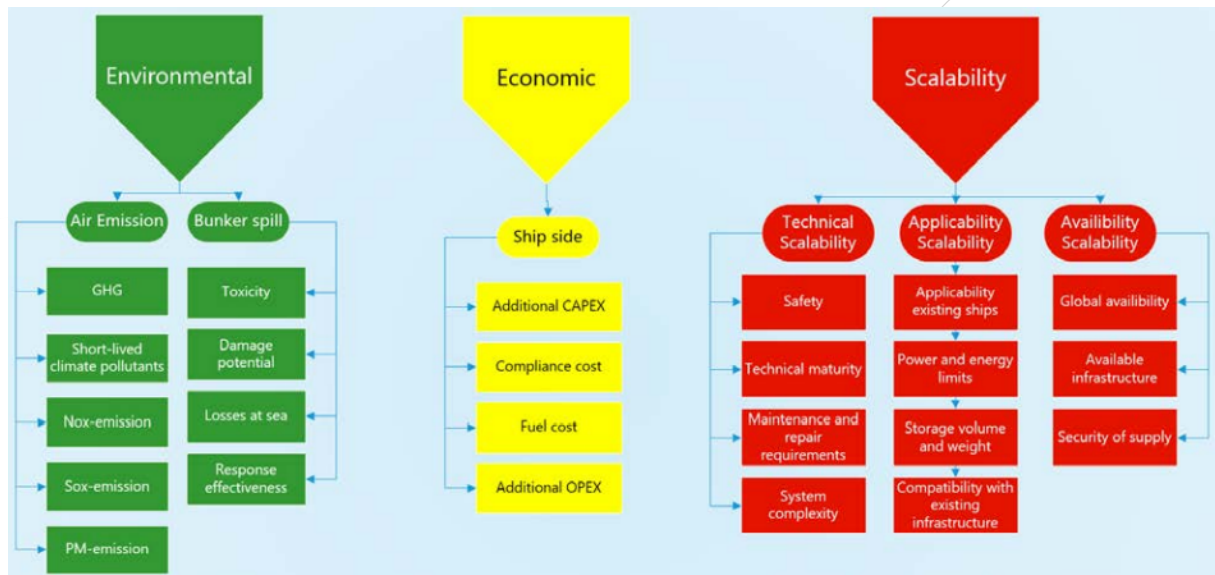 Environmental
Air Emission
GHG
Short-lived
climate pollutants
Nox-emission
Sox-emission
PM-emission
Bunker spill
Toxicity
Damage
potential
Losses at sea
Response
effectiveness
Economic
Ship side
Additional CAPEX
Compliance cost
Fuel cost
Additional OPEX
Scalability
Technical
Scalability
Safety
Technical maturity
Maintenance and
repair
requirements
System
complexity
Applicability
Scalability
Applicability
existing ships
Power and energy
limits
Storage volume
and weight
Compatibility with
existing
infrastructure
Availibility
Scalability
Global availibility
Available
infrastructure
Security of supply